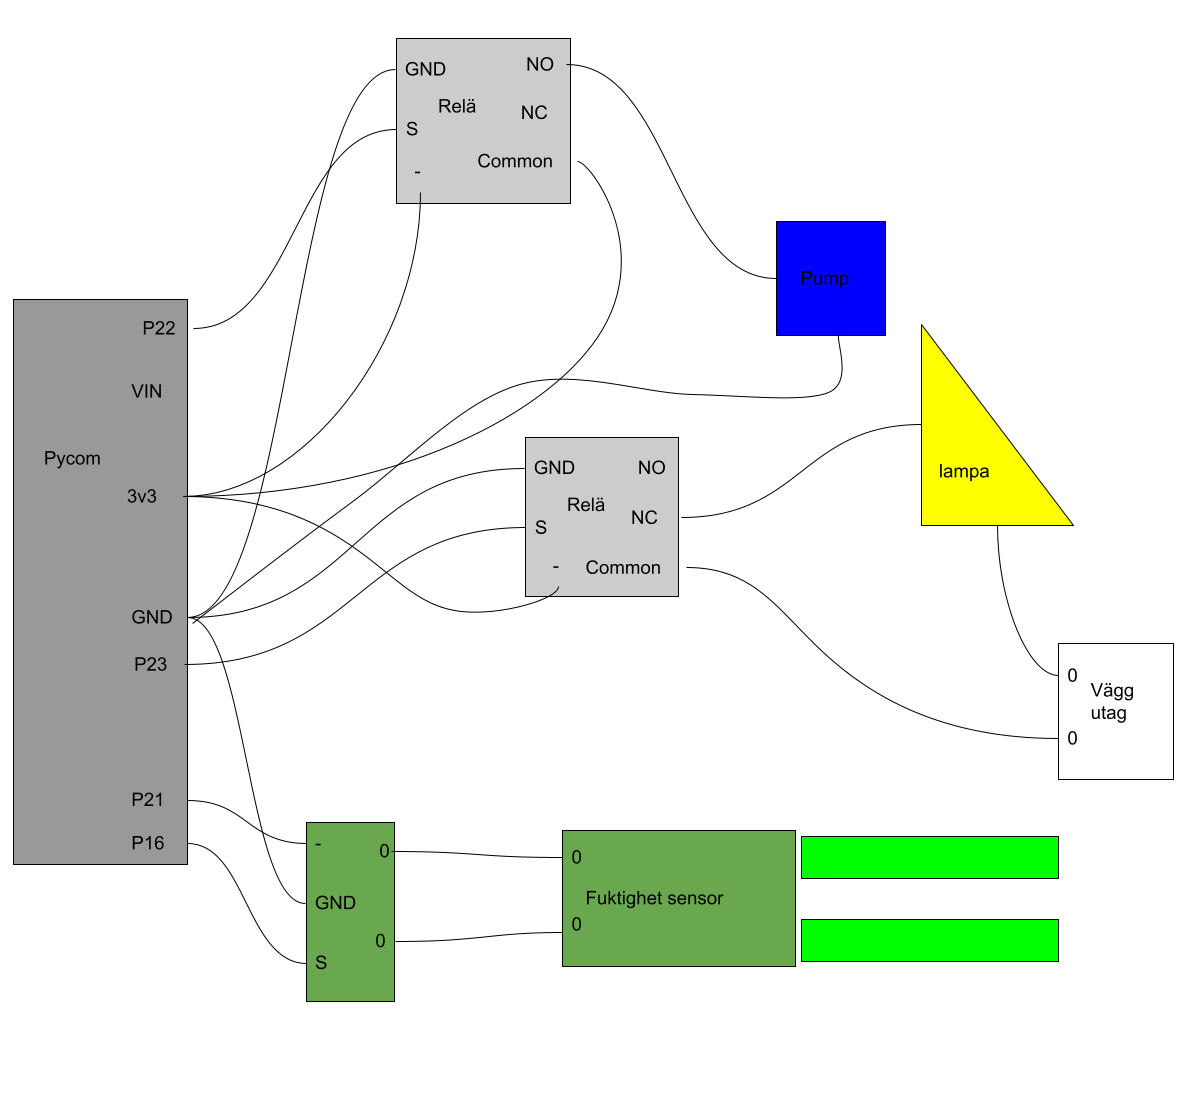 GND
NO
Relä
NC
S
Common
-
Pump
P22
VIN
Pycom
3v3
GND
P23
P21
P16
GND
NO
Relä
NC
S
-
Common
lampa
0
Vägg
utag
0
-
0
GND
0
S
0
Fuktighet sensor
0